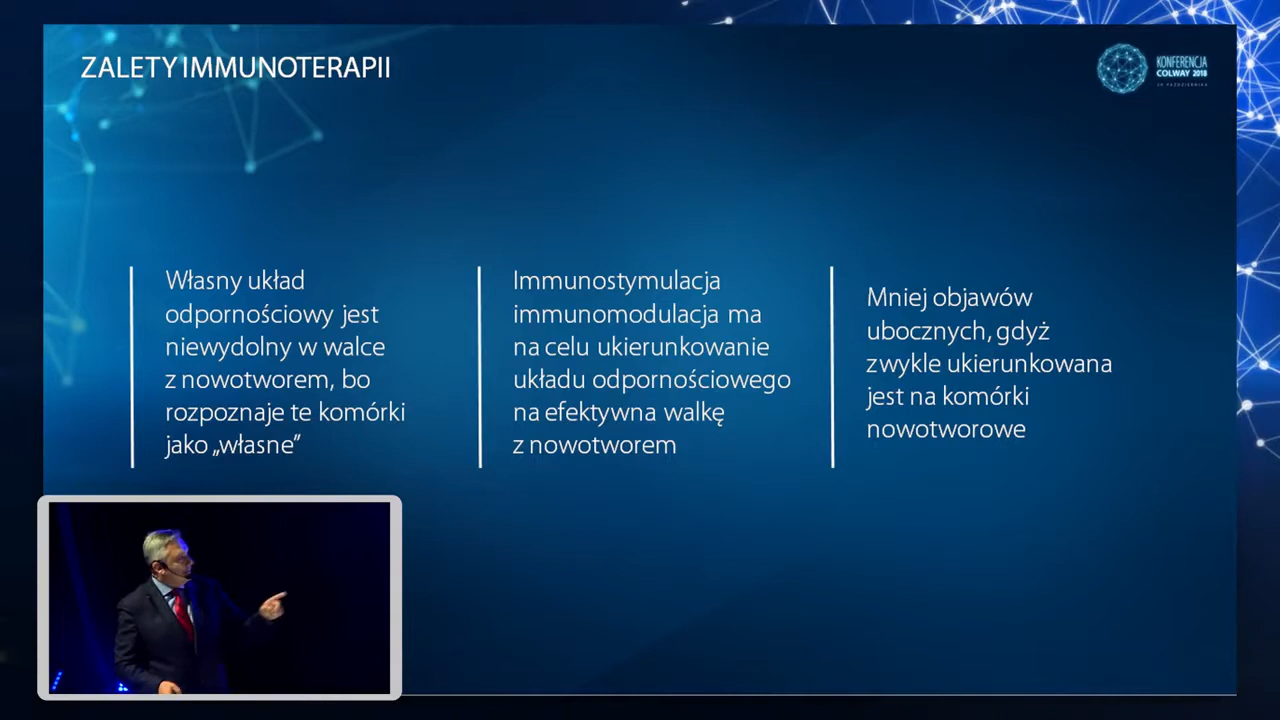 ZALETY IMMUNOTERAPII
KONFERENCJA
COLWAY 2018
20 PAŹDZIERNIKA
Własny układ
odpornościowy jest
niewydolny w walce
z nowotworem, bo
rozpoznaje te komórki
jako „własne”
Immunostymulacja
immunomodulacja ma
na celu ukierunkowanie
układu odpornościowego
na efektywna walkę
z nowotworem
Mniej objawów
ubocznych, gdyż
zwykle ukierunkowana
jest na komórki
nowotworowe